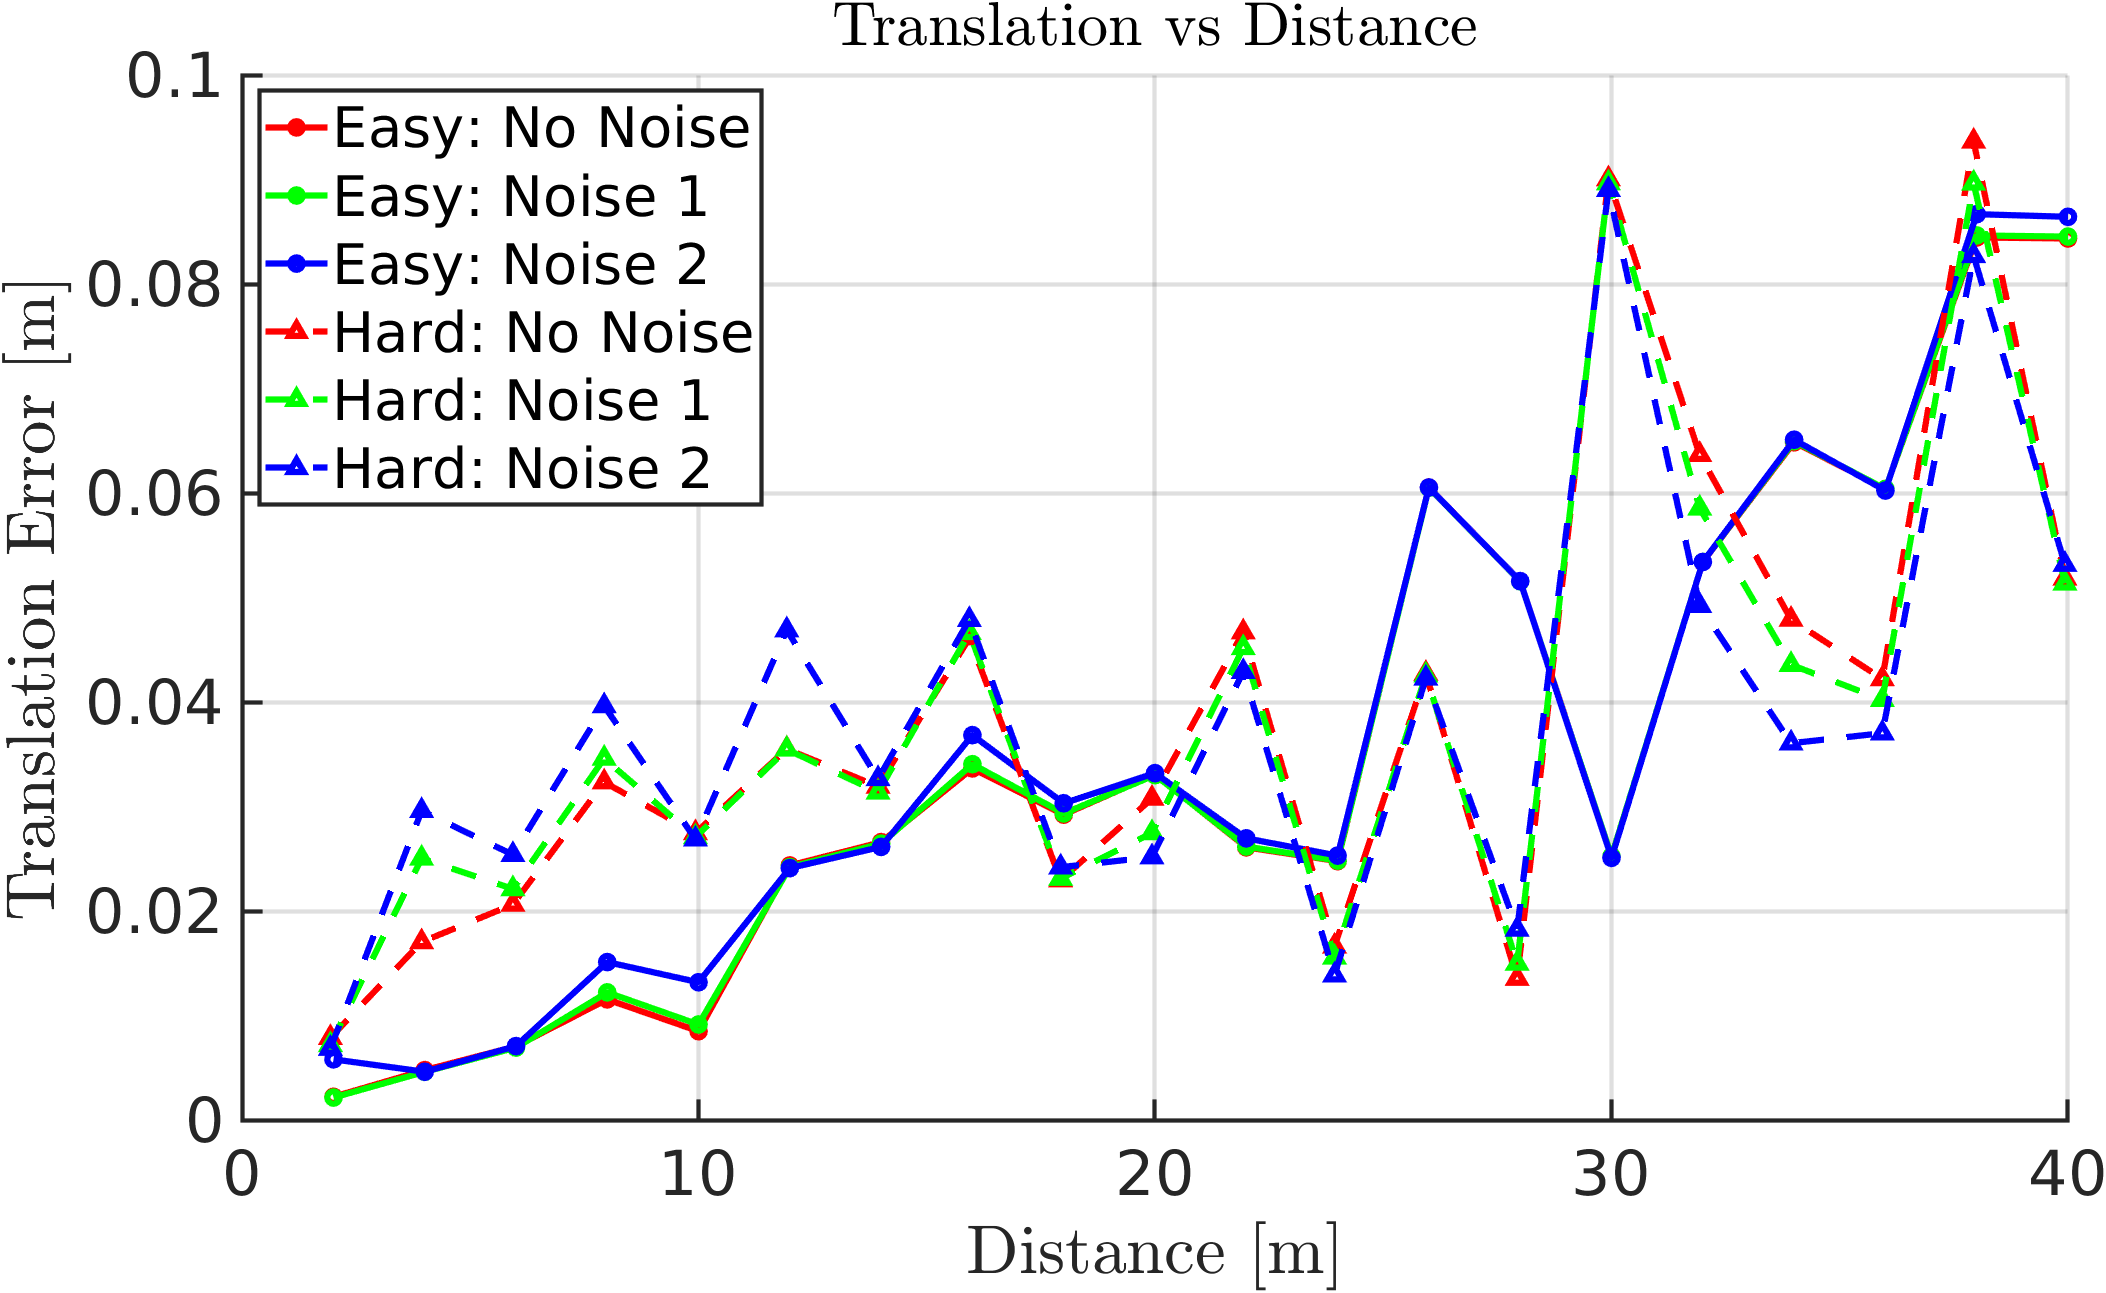 Translation vs Distance
0.1
0.08
0.06
0.04
0.02
0
Translation Error [m]
Easy: No Noise
Easy: Noise 1
Easy: Noise 2
Hard: No Noise
Hard: Noise 1
Hard: Noise 2
0 10 20 30 40
Distance [m]